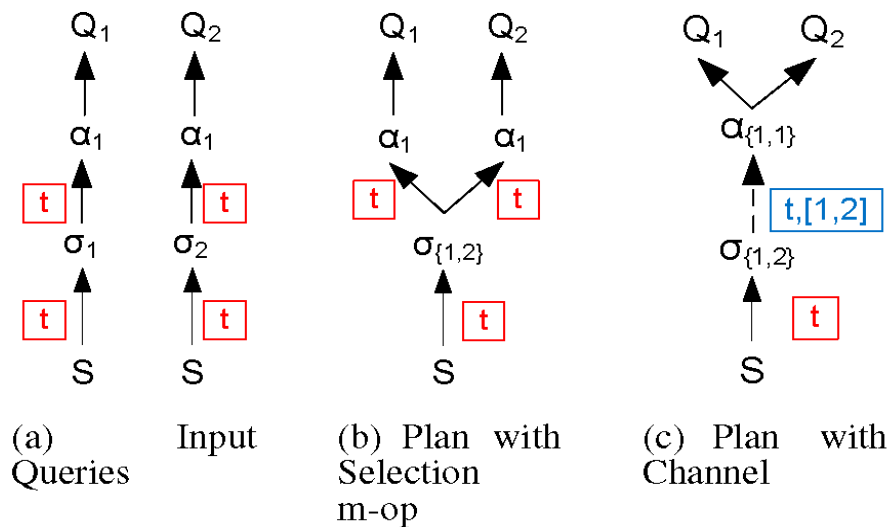 Q1 Q2
α1 α1
t t
σ1 σ2
t t
S S
(a) Input
Queries
Q1 Q2
α1 α1
t t
σ{1,2}
t
S
(b) Plan with
Selection
m-op
Q1 Q2
α{1,1}
t,[1,2]
σ{1,2}
t
S
(c) Plan with
Channel